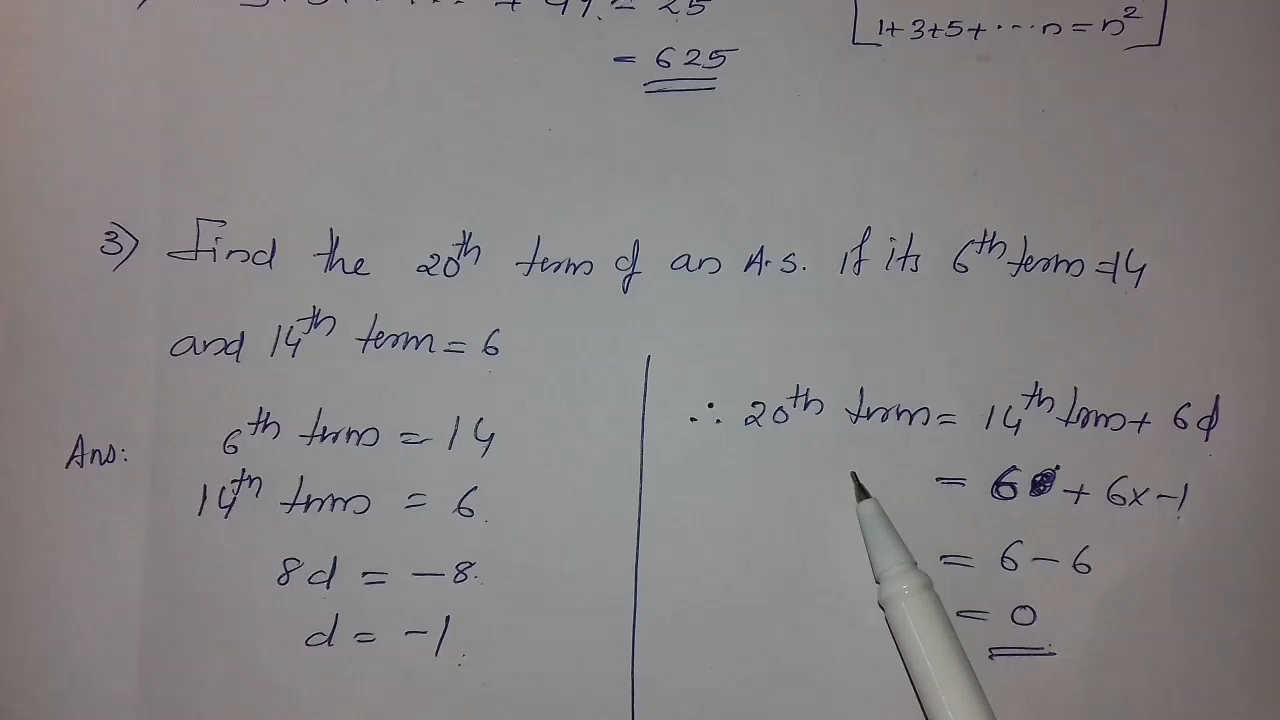 + 49 = 25
= 625
[1+3+5+...n = n²]
3) Find the 20th term of an A.S. if its 6th term = 14
and 14th term = 6
Ans: 6th term = 14
14th term = 6.
8d = -8.
d = -1.
∴ 20th term = 14th term + 6d
= 6 + 6x-1
= 6-6
= 0